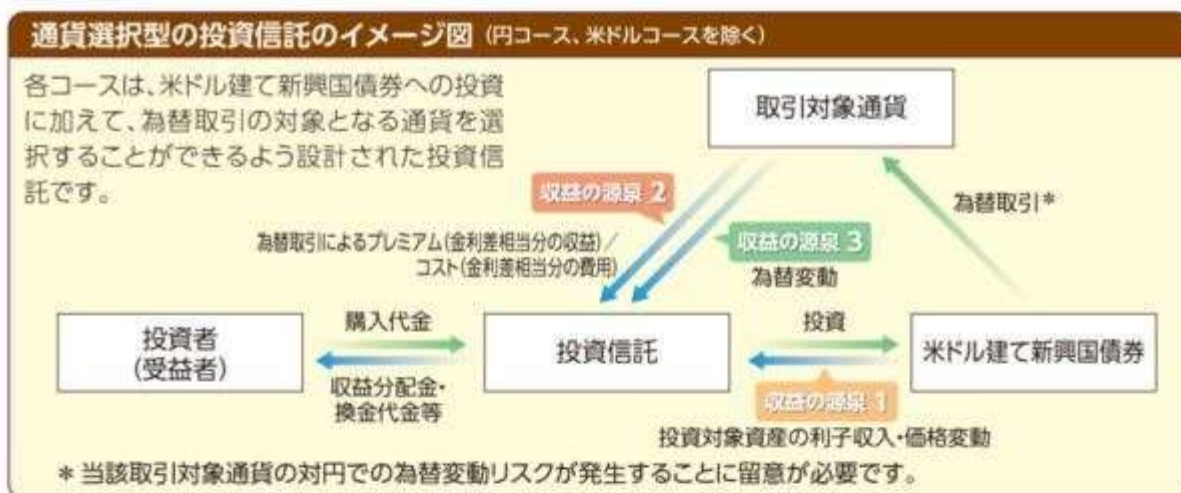 通貨選択型の投資信託のイメージ図 (円コース、米ドルコースを除く)
各コースは、米ドル建て新興国債券への投資
に加えて、為替取引の対象となる通貨を選
択することができるよう設計された投資信
託です。
取引対象通貨
収益の源泉 2
為替取引*
為替取引によるプレミアム(金利差相当分の収益)/
コスト(金利差相当分の費用)
収益の源泉 3
為替変動
投資者
(受益者)
購入代金
収益分配金・
換金代金等
投資信託
投資
収益の源泉 1
米ドル建て新興国債券
投資対象資産の利子収入・価格変動
* 当該取引対象通貨の対円での為替変動リスクが発生することに留意が必要です。